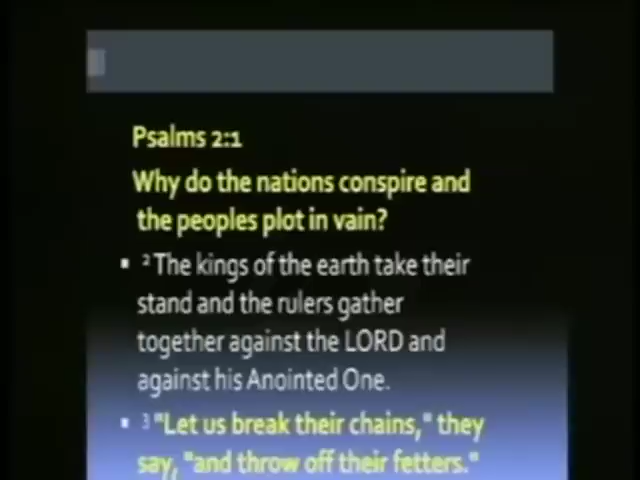 Psalms 2:1
Why do the nations conspire and
the peoples plot in vain?
▪ ² The kings of the earth take their
stand and the rulers gather
together against the LORD and
against his Anointed One.
▪ ³ "Let us break their chains," they
say, "and throw off their fetters."